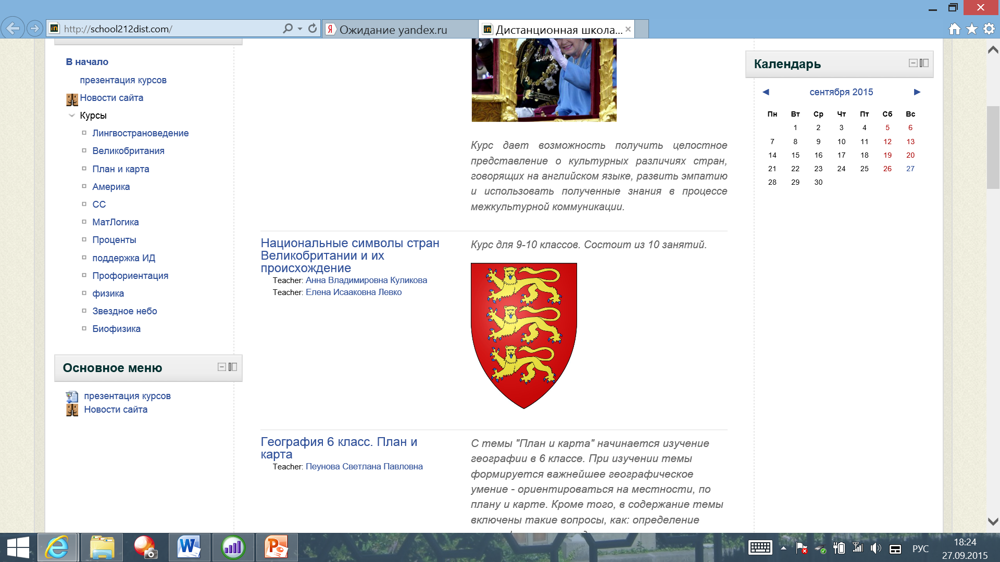 http://school212dist.com/
Ожидание yandex.ru
Дистанционная школа...
В начало
презентация курсов
Новости сайта
Курсы
Лингвострановедение
Великобритания
План и карта
Америка
СС
МатЛогика
Проценты
поддержка ИД
Профориентация
физика
Звездное небо
Биофизика
Основное меню
презентация курсов
Новости сайта
Курс дает возможность получить целостное
представление о культурных различиях стран,
говорящих на английском языке, развить эмпатию
и использовать полученные знания в процессе
межкультурной коммуникации.
Национальные символы стран
Великобритании и их
происхождение
Teacher: Анна Владимировна Куликова
Teacher: Елена Исааковна Левко
Курс для 9-10 классов. Состоит из 10 занятий.
География 6 класс. План и
карта
Teacher: Пеунова Светлана Павловна
С темы "План и карта" начинается изучение
географии в 6 классе. При изучении темы
формируется важнейшее географическое
умение - ориентироваться на местности, по
плану и карте. Кроме того, в содержание темы
включены такие вопросы, как: определение
Календарь
сентября 2015
Пн Вт Ср Чт Пт Сб Вс
1 2 3 4 5 6
7 8 9 10 11 12 13
14 15 16 17 18 19 20
21 22 23 24 25 26 27
28 29 30
РУС
18:24
27.09.2015